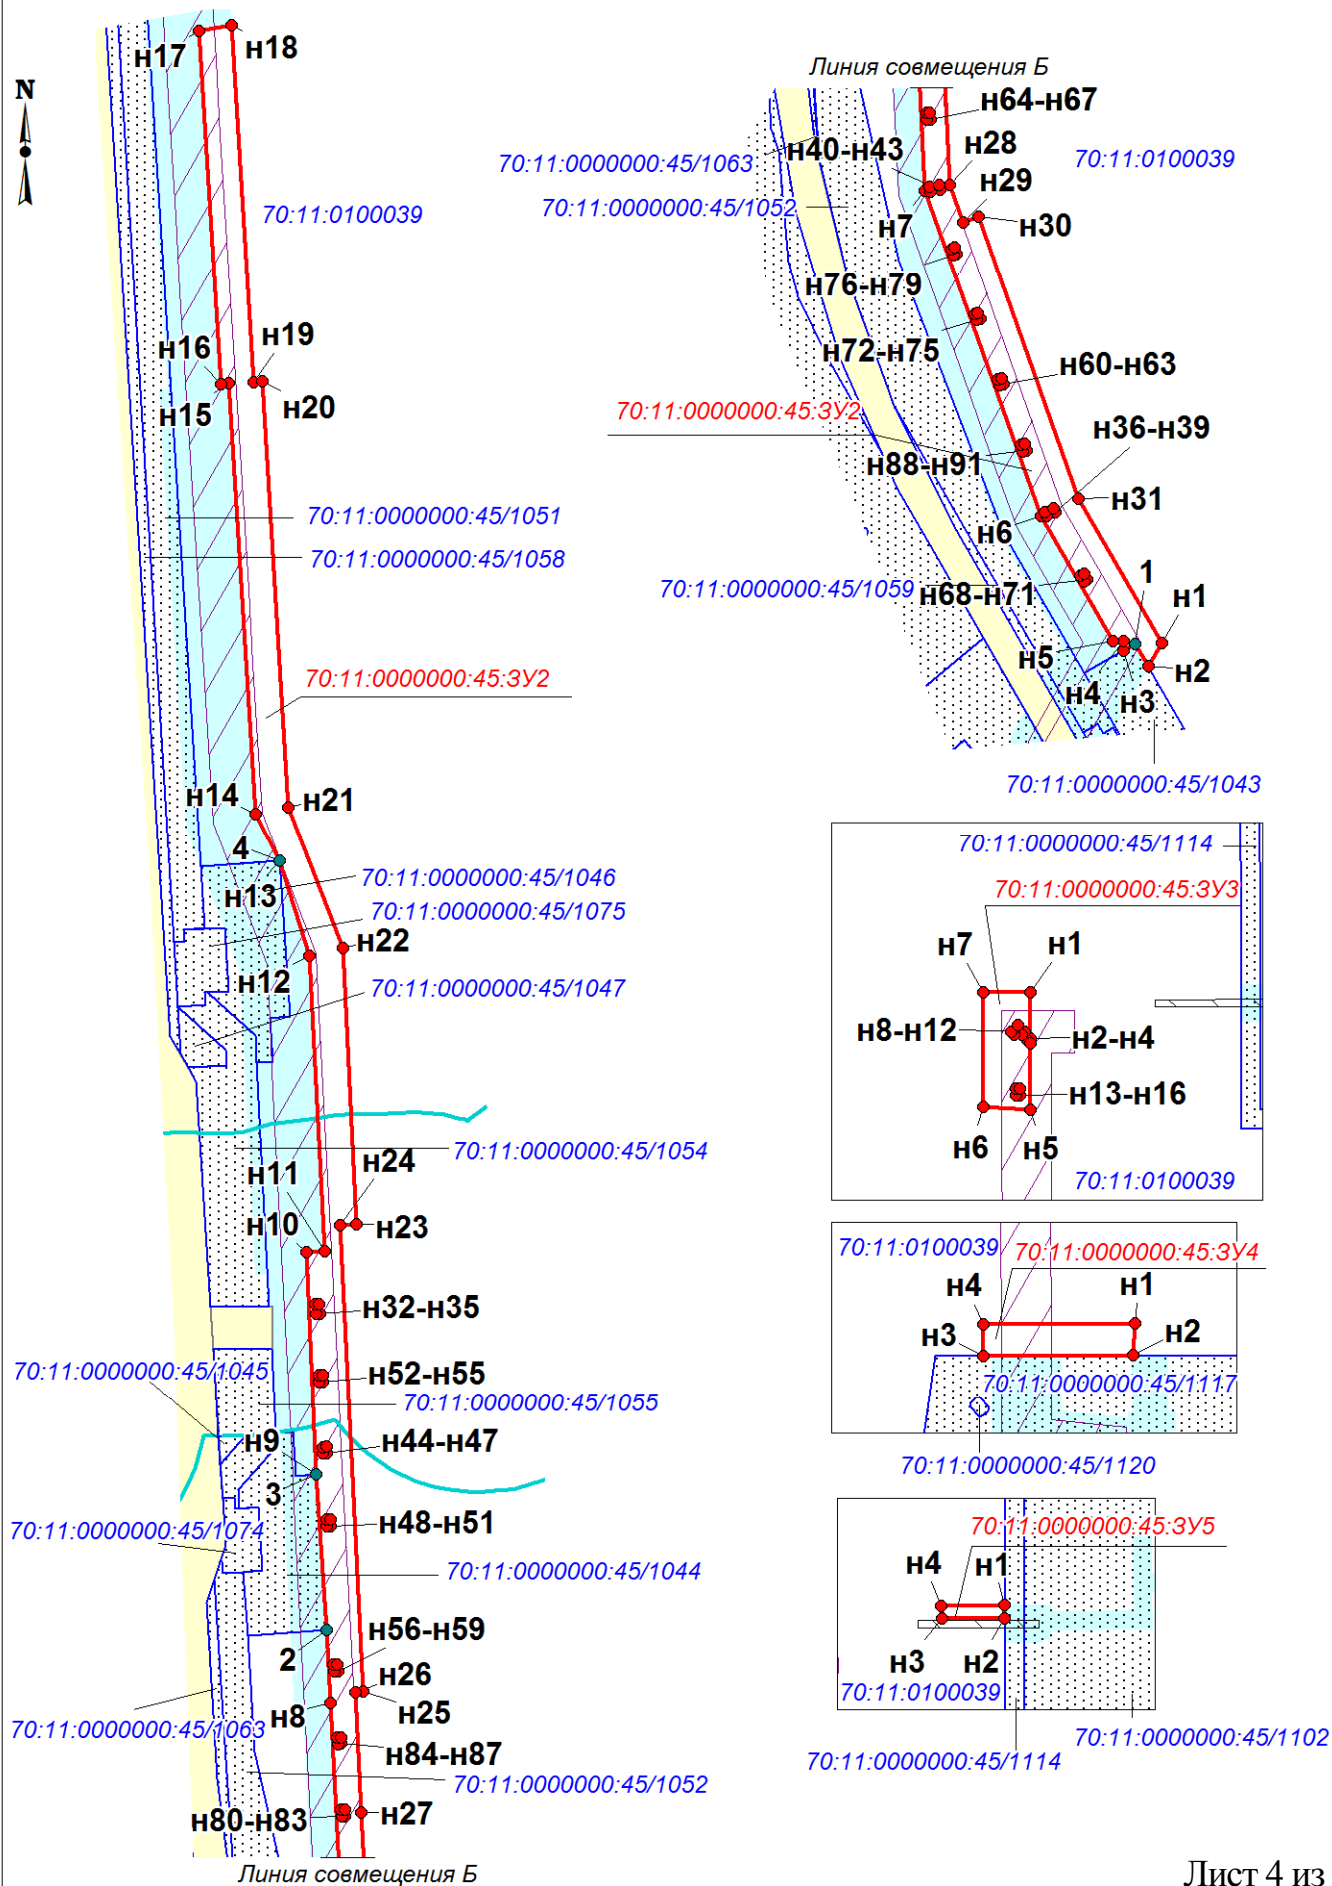 N
н17
н18
70:11:0100039
н16
н19
н15
н20
70:11:0000000:45/1051
70:11:0000000:45/1058
70:11:0000000:45:ЗУ2
н14
н21
4
н13
70:11:0000000:45/1046
70:11:0000000:45/1075
н22
н12
70:11:0000000:45/1047
70:11:0000000:45/1054
н11
н24
н10
н23
н32-н35
70:11:0000000:45/1045
н52-н55
70:11:0000000:45/1055
н9
н44-н47
3
н48-н51
70:11:0000000:45/1074
70:11:0000000:45/1044
н56-н59
2
н26
н8
н25
70:11:0000000:45/1063
н84-н87
70:11:0000000:45/1052
н80-н83
н27
Линия совмещения Б
Линия совмещения Б
н64-н67
н40-н43
н28
70:11:0000000:45/1063
70:11:0100039
н29
70:11:0000000:45/1052
н7
н30
н76-н79
н72-н75
н60-н63
70:11:0000000:45:ЗУ2
н36-н39
н88-н91
н31
н6
1
70:11:0000000:45/1059
н68-н71
н1
н5
н2
н4
н3
70:11:0000000:45/1043
70:11:0000000:45/1114
70:11:0000000:45:ЗУ3
н7
н1
н8-н12
н2-н4
н13-н16
н6
н5
70:11:0100039
70:11:0100039
70:11:0000000:45:ЗУ4
н4
н1
н3
н2
70:11:0000000:45/1117
70:11:0000000:45/1120
70:11:0000000:45:ЗУ5
н4
н1
н3
н2
70:11:0100039
70:11:0000000:45/1102
70:11:0000000:45/1114
Лист 4 из